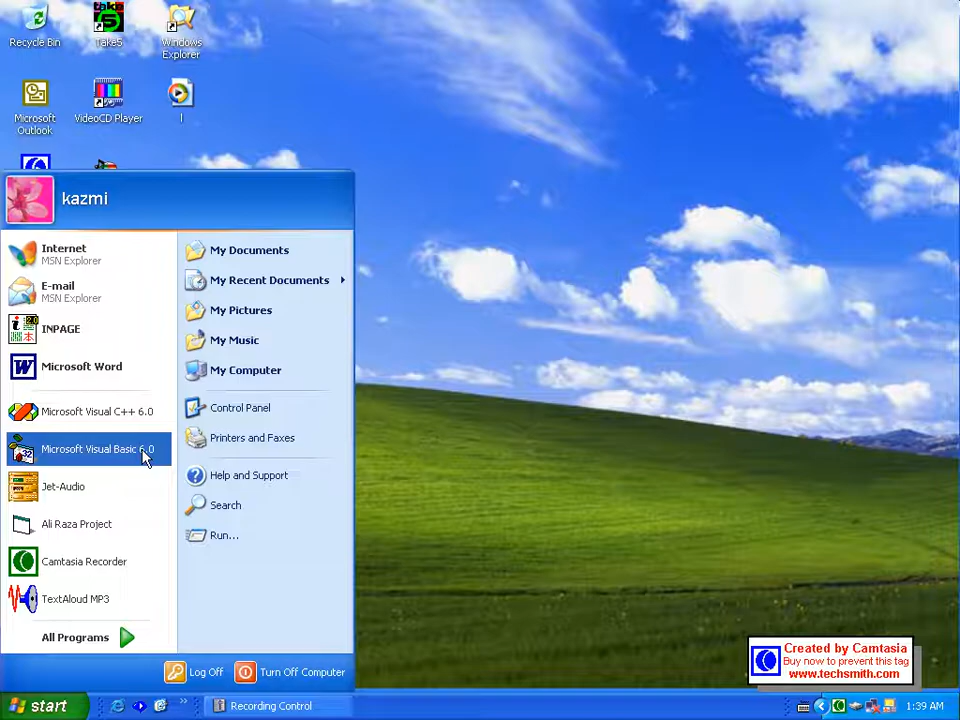 Recycle Bin
Take5
Windows
Explorer
Microsoft
Outlook
VideoCD Player
kazmi
Internet
MSN Explorer
E-mail
MSN Explorer
INPAGE
Microsoft Word
Microsoft Visual C++ 6.0
Microsoft Visual Basic 6.0
Jet-Audio
Ali Raza Project
Camtasia Recorder
TextAloud MP3
All Programs
My Documents
My Recent Documents
My Pictures
My Music
My Computer
Control Panel
Printers and Faxes
Help and Support
Search
Run...
Log Off
Turn Off Computer
Created by Camtasia
Buy now to prevent this tag
www.techsmith.com
start
Recording Control
1:39 AM